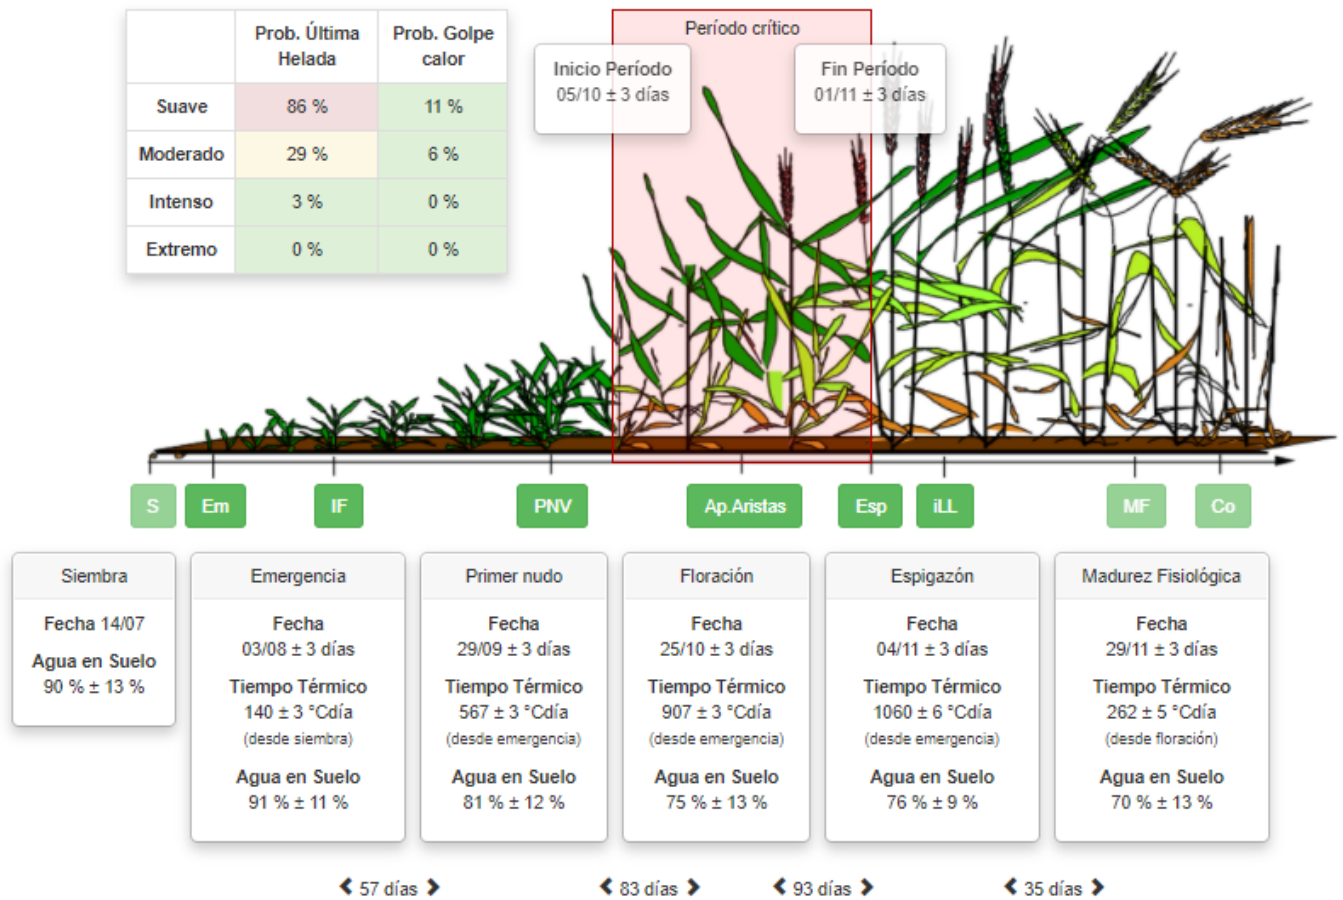 Prob. Última
Helada
Prob. Golpe
calor
Suave
86 %
11 %
Moderado
29 %
6 %
Intenso
3 %
0 %
Extremo
0 %
0 %
Período crítico
Inicio Período
05/10 ± 3 días
Fin Período
01/11 ± 3 días
S
Em
IF
PNV
Ap.Aristas
Esp
iLL
MF
Co
Siembra
Fecha 14/07
Agua en Suelo
90 % ± 13 %
Emergencia
Fecha
03/08 ± 3 días
Tiempo Térmico
140 ± 3 °Cdía
(desde siembra)
Agua en Suelo
91 % ± 11 %
Primer nudo
Fecha
29/09 ± 3 días
Tiempo Térmico
567 ± 3 °Cdía
(desde emergencia)
Agua en Suelo
81 % ± 12 %
Floración
Fecha
25/10 ± 3 días
Tiempo Térmico
907 ± 3 °Cdía
(desde emergencia)
Agua en Suelo
75 % ± 13 %
Espigazón
Fecha
04/11 ± 3 días
Tiempo Térmico
1060 ± 6 °Cdía
(desde emergencia)
Agua en Suelo
76 % ± 9 %
Madurez Fisiológica
Fecha
29/11 ± 3 días
Tiempo Térmico
262 ± 5 °Cdía
(desde floración)
Agua en Suelo
70 % ± 13 %
57 días
83 días
93 días
35 días